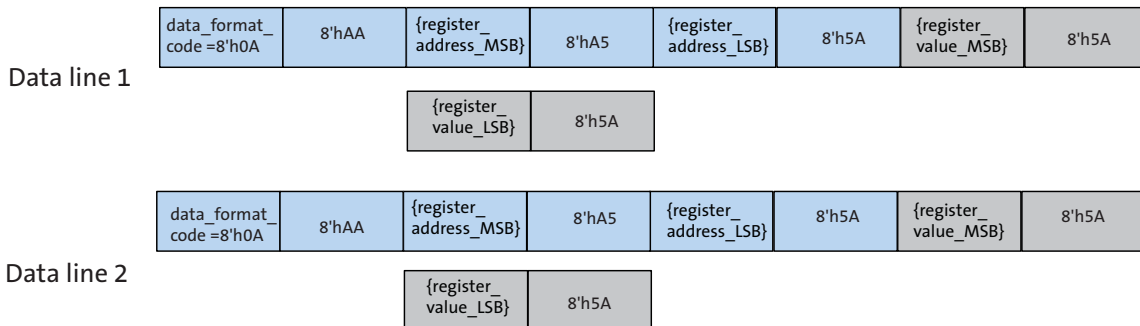 data_format_ code =8'h0A 8'hAA {register_ address_MSB} 8'hA5 {register_ address_LSB} 8'h5A {register_ value_MSB} 8'h5A
Data line 1
{register_ value_LSB} 8'h5A
data_format_ code =8'h0A 8'hAA {register_ address_MSB} 8'hA5 {register_ address_LSB} 8'h5A {register_ value_MSB} 8'h5A
Data line 2
{register_ value_LSB} 8'h5A